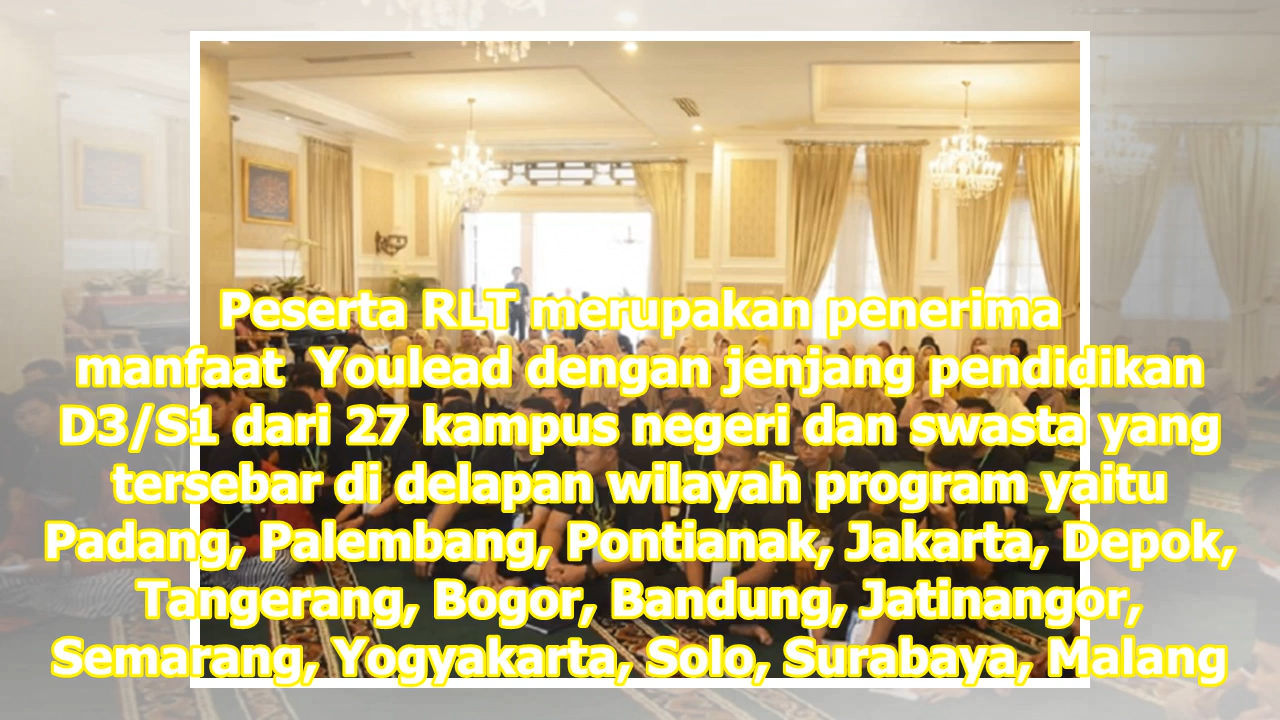 Peserta RLT merupakan penerima
manfaat  Youlead dengan jenjang pendidikan
D3/S1 dari 27 kampus negeri dan swasta yang
tersebar di delapan wilayah program yaitu
Padang, Palembang, Pontianak, Jakarta, Depok,
Tangerang, Bogor, Bandung, Jatinangor,
Semarang, Yogyakarta, Solo, Surabaya, Malang